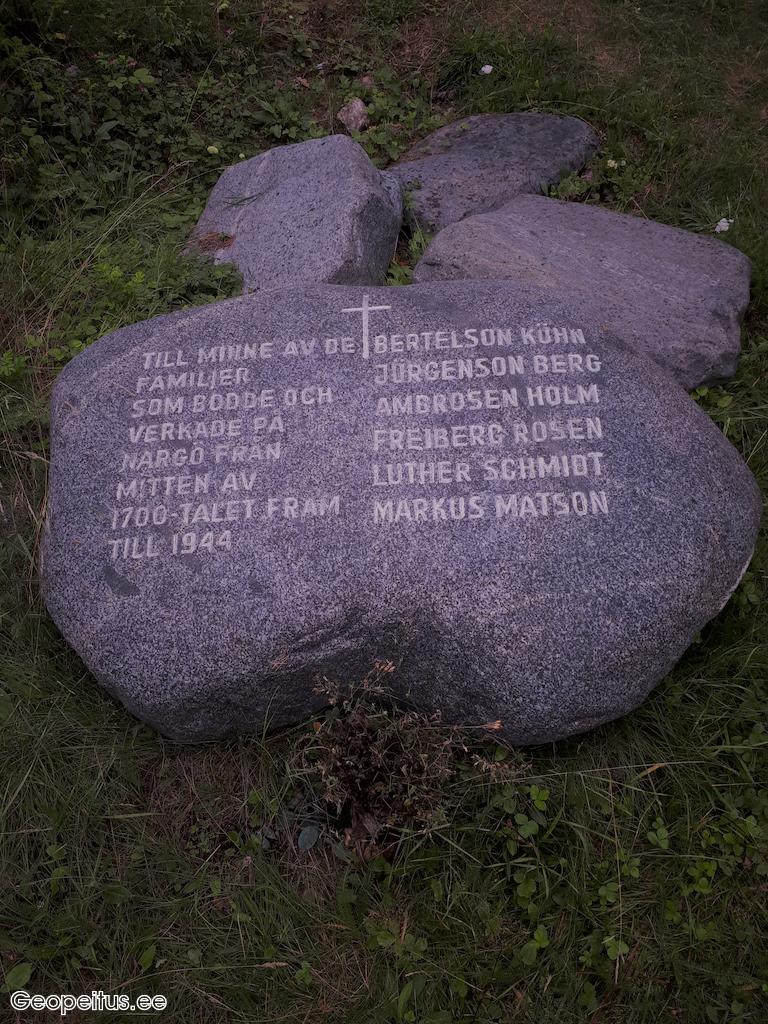 TILL MINNE AV DE
FAMILJER
SOM BODDE OCH
VERKADE PÅ
NARGÖ FRÅN
MITTEN AV
1700-TALET FRAM
TILL 1944
BERTELSON KÜHN
JÜRGENSON BERG
AMBROSEN HOLM
FREIBERG ROSEN
LUTHER SCHMIDT
MARKUS MATSON
Geopeitus.ee